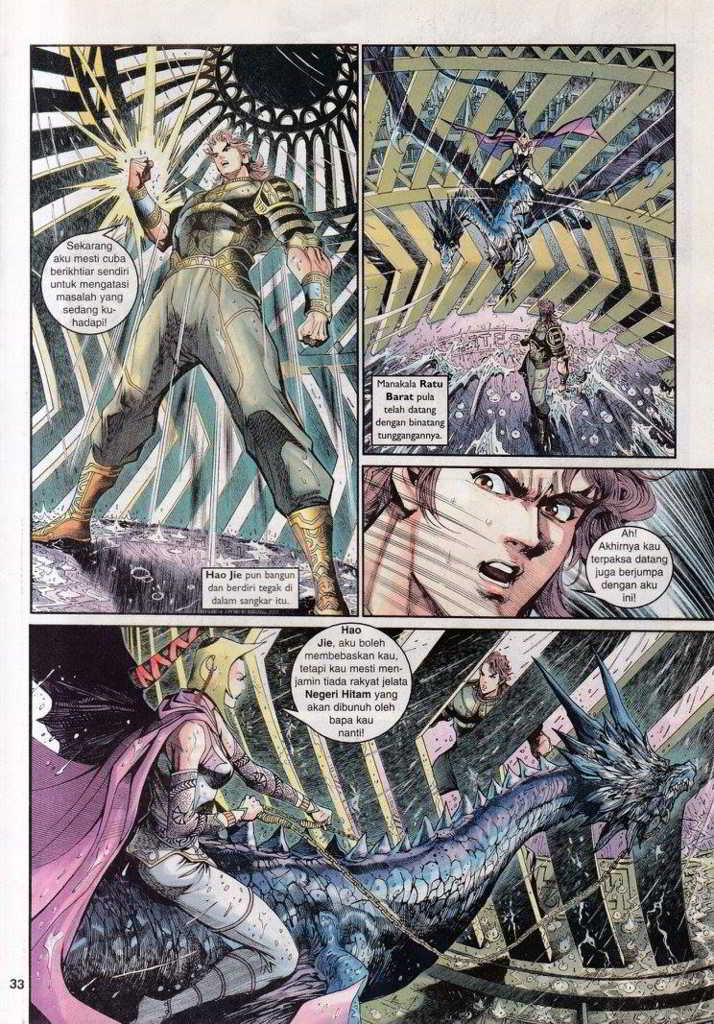 Sekarang
aku mesti cuba
berikhtiar sendiri
untuk mengatasi
masalah yang
sedang ku-
hadapi!
Hao Jie pun bangun
dan berdiri tegak di
dalam sangkar itu.
Manakala Ratu
Barat pula
telah datang
dengan binatang
tunggangannya.
Ah!
Akhirnya kau
terpaksa datang
juga berjumpa
dengan aku
ini!
Hao
Jie, aku boleh
membebaskan kau,
tetapi kau mesti men-
jamin tiada rakyat jelata
Negeri Hitam yang
akan dibunuh oleh
bapa kau
nanti!
33